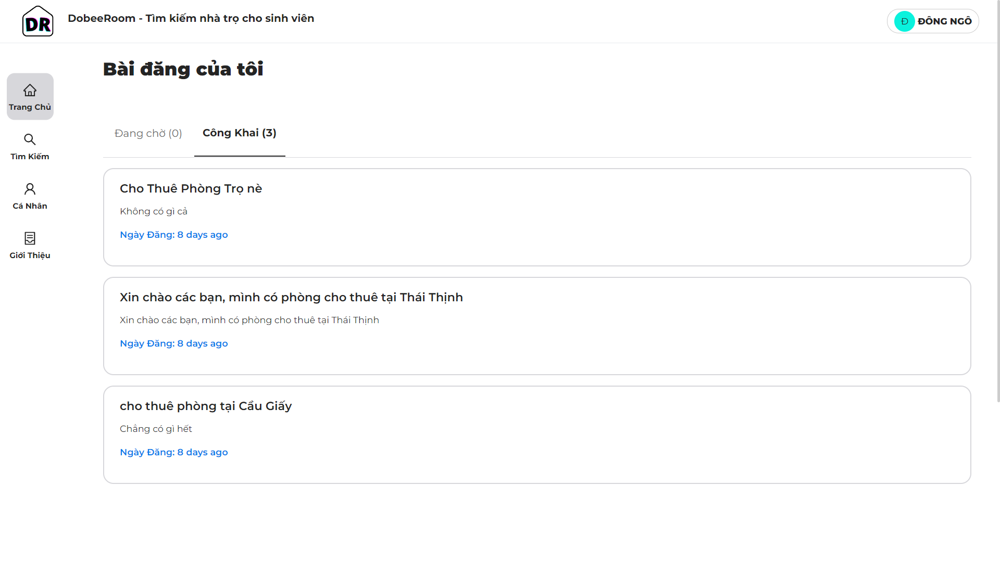 DR
DobeeRoom - Tìm kiếm nhà trọ cho sinh viên
Đ
ĐÔNG NGÔ
Trang Chủ
Tìm Kiếm
Cá Nhân
Giới Thiệu
Bài đăng của tôi
Đang chờ (0)
Công Khai (3)
Cho Thuê Phòng Trọ nè
Không có gì cả
Ngày Đăng: 8 days ago
Xin chào các bạn, mình có phòng cho thuê tại Thái Thịnh
Xin chào các bạn, mình có phòng cho thuê tại Thái Thịnh
Ngày Đăng: 8 days ago
cho thuê phòng tại Cầu Giấy
Chẳng có gì hết
Ngày Đăng: 8 days ago